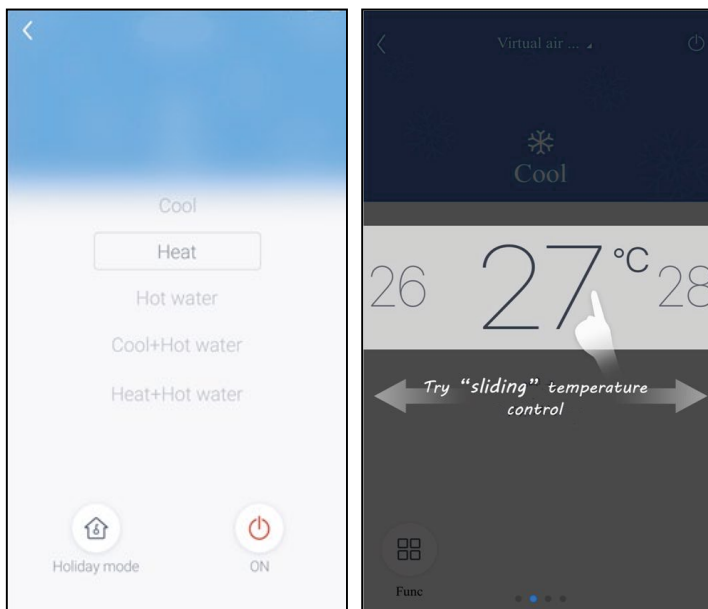 Cool
Heat
Hot water
Cool+Hot water
Heat+Hot water
Holiday mode
ON
Virtual air ...
Cool
26
27°C
28
Try “sliding” temperature
control
Func